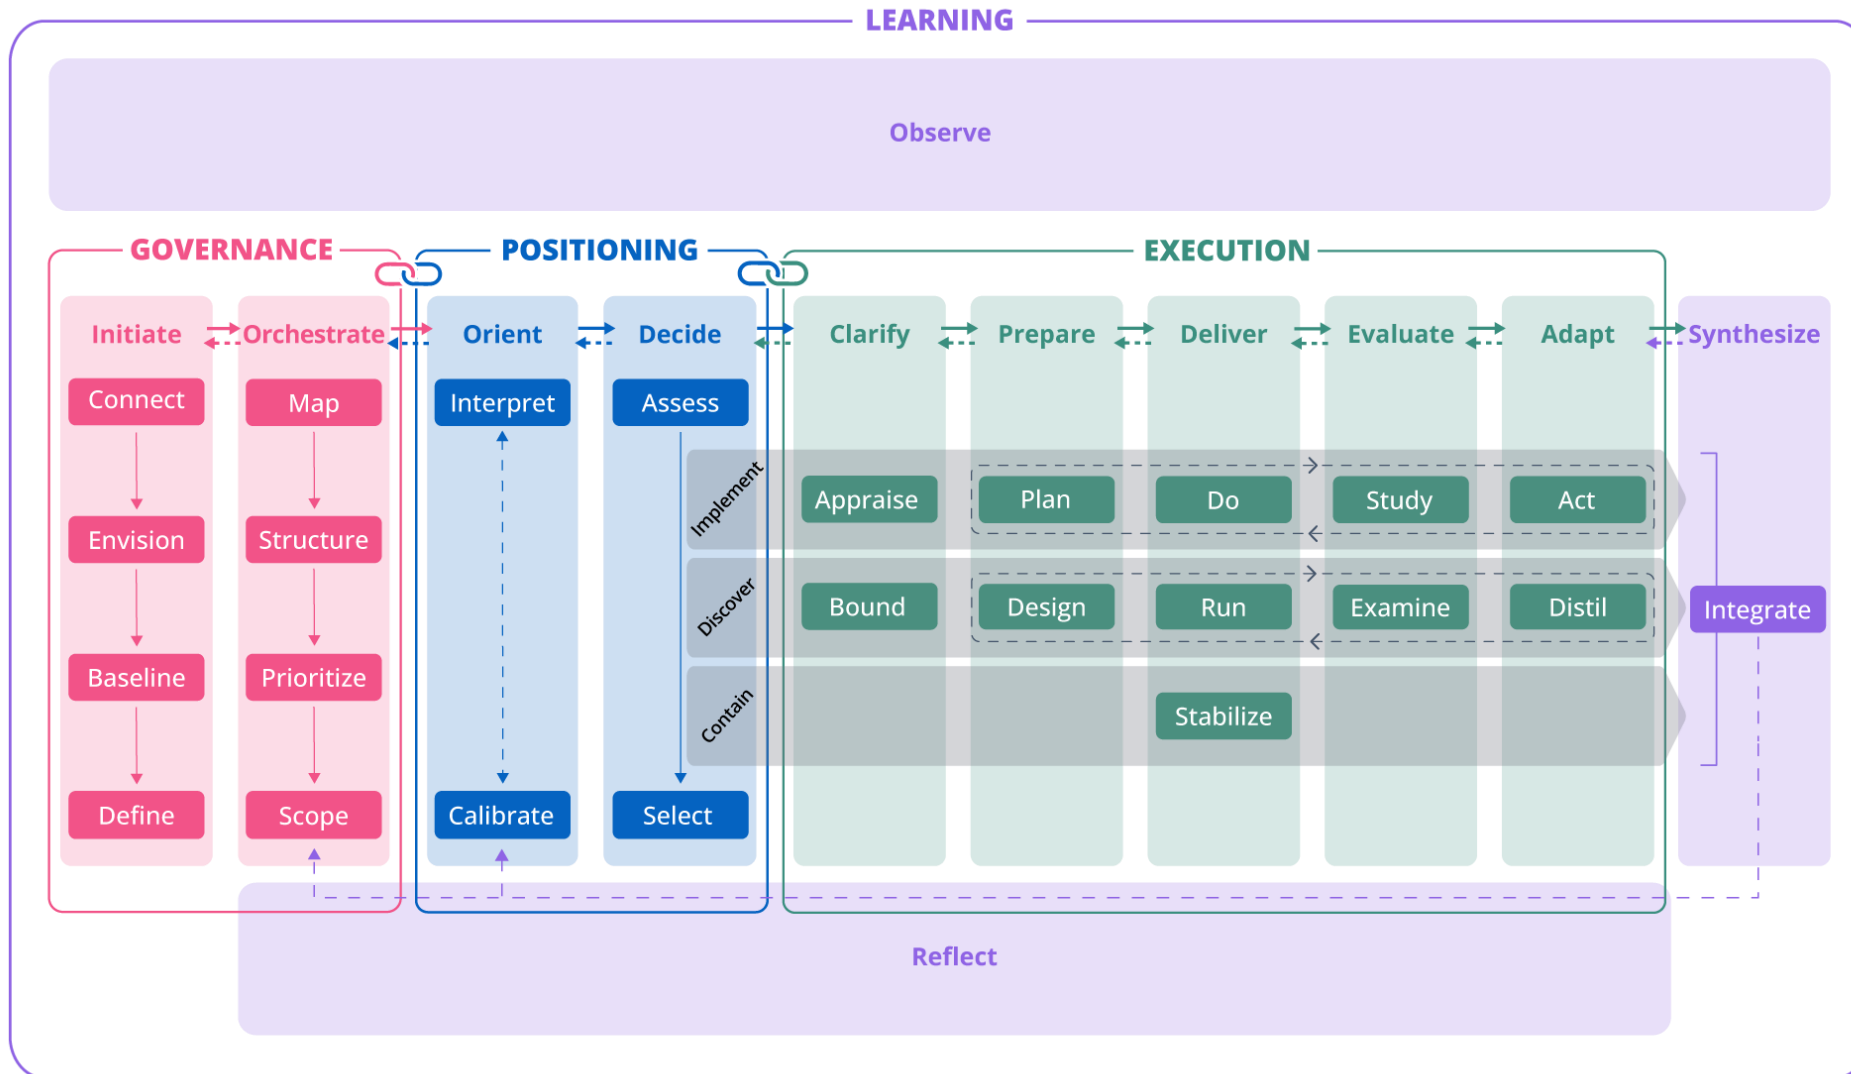 LEARNING
Observe
GOVERNANCE
POSITIONING
EXECUTION
Initiate
Orchestrate
Orient
Decide
Clarify
Prepare
Deliver
Evaluate
Adapt
Synthesize
Connect
Map
Interpret
Assess
Implement
Appraise
Plan
Do
Study
Act
Envision
Structure
Discover
Bound
Design
Run
Examine
Distil
Integrate
Baseline
Prioritize
Contain
Stabilize
Define
Scope
Calibrate
Select
Reflect